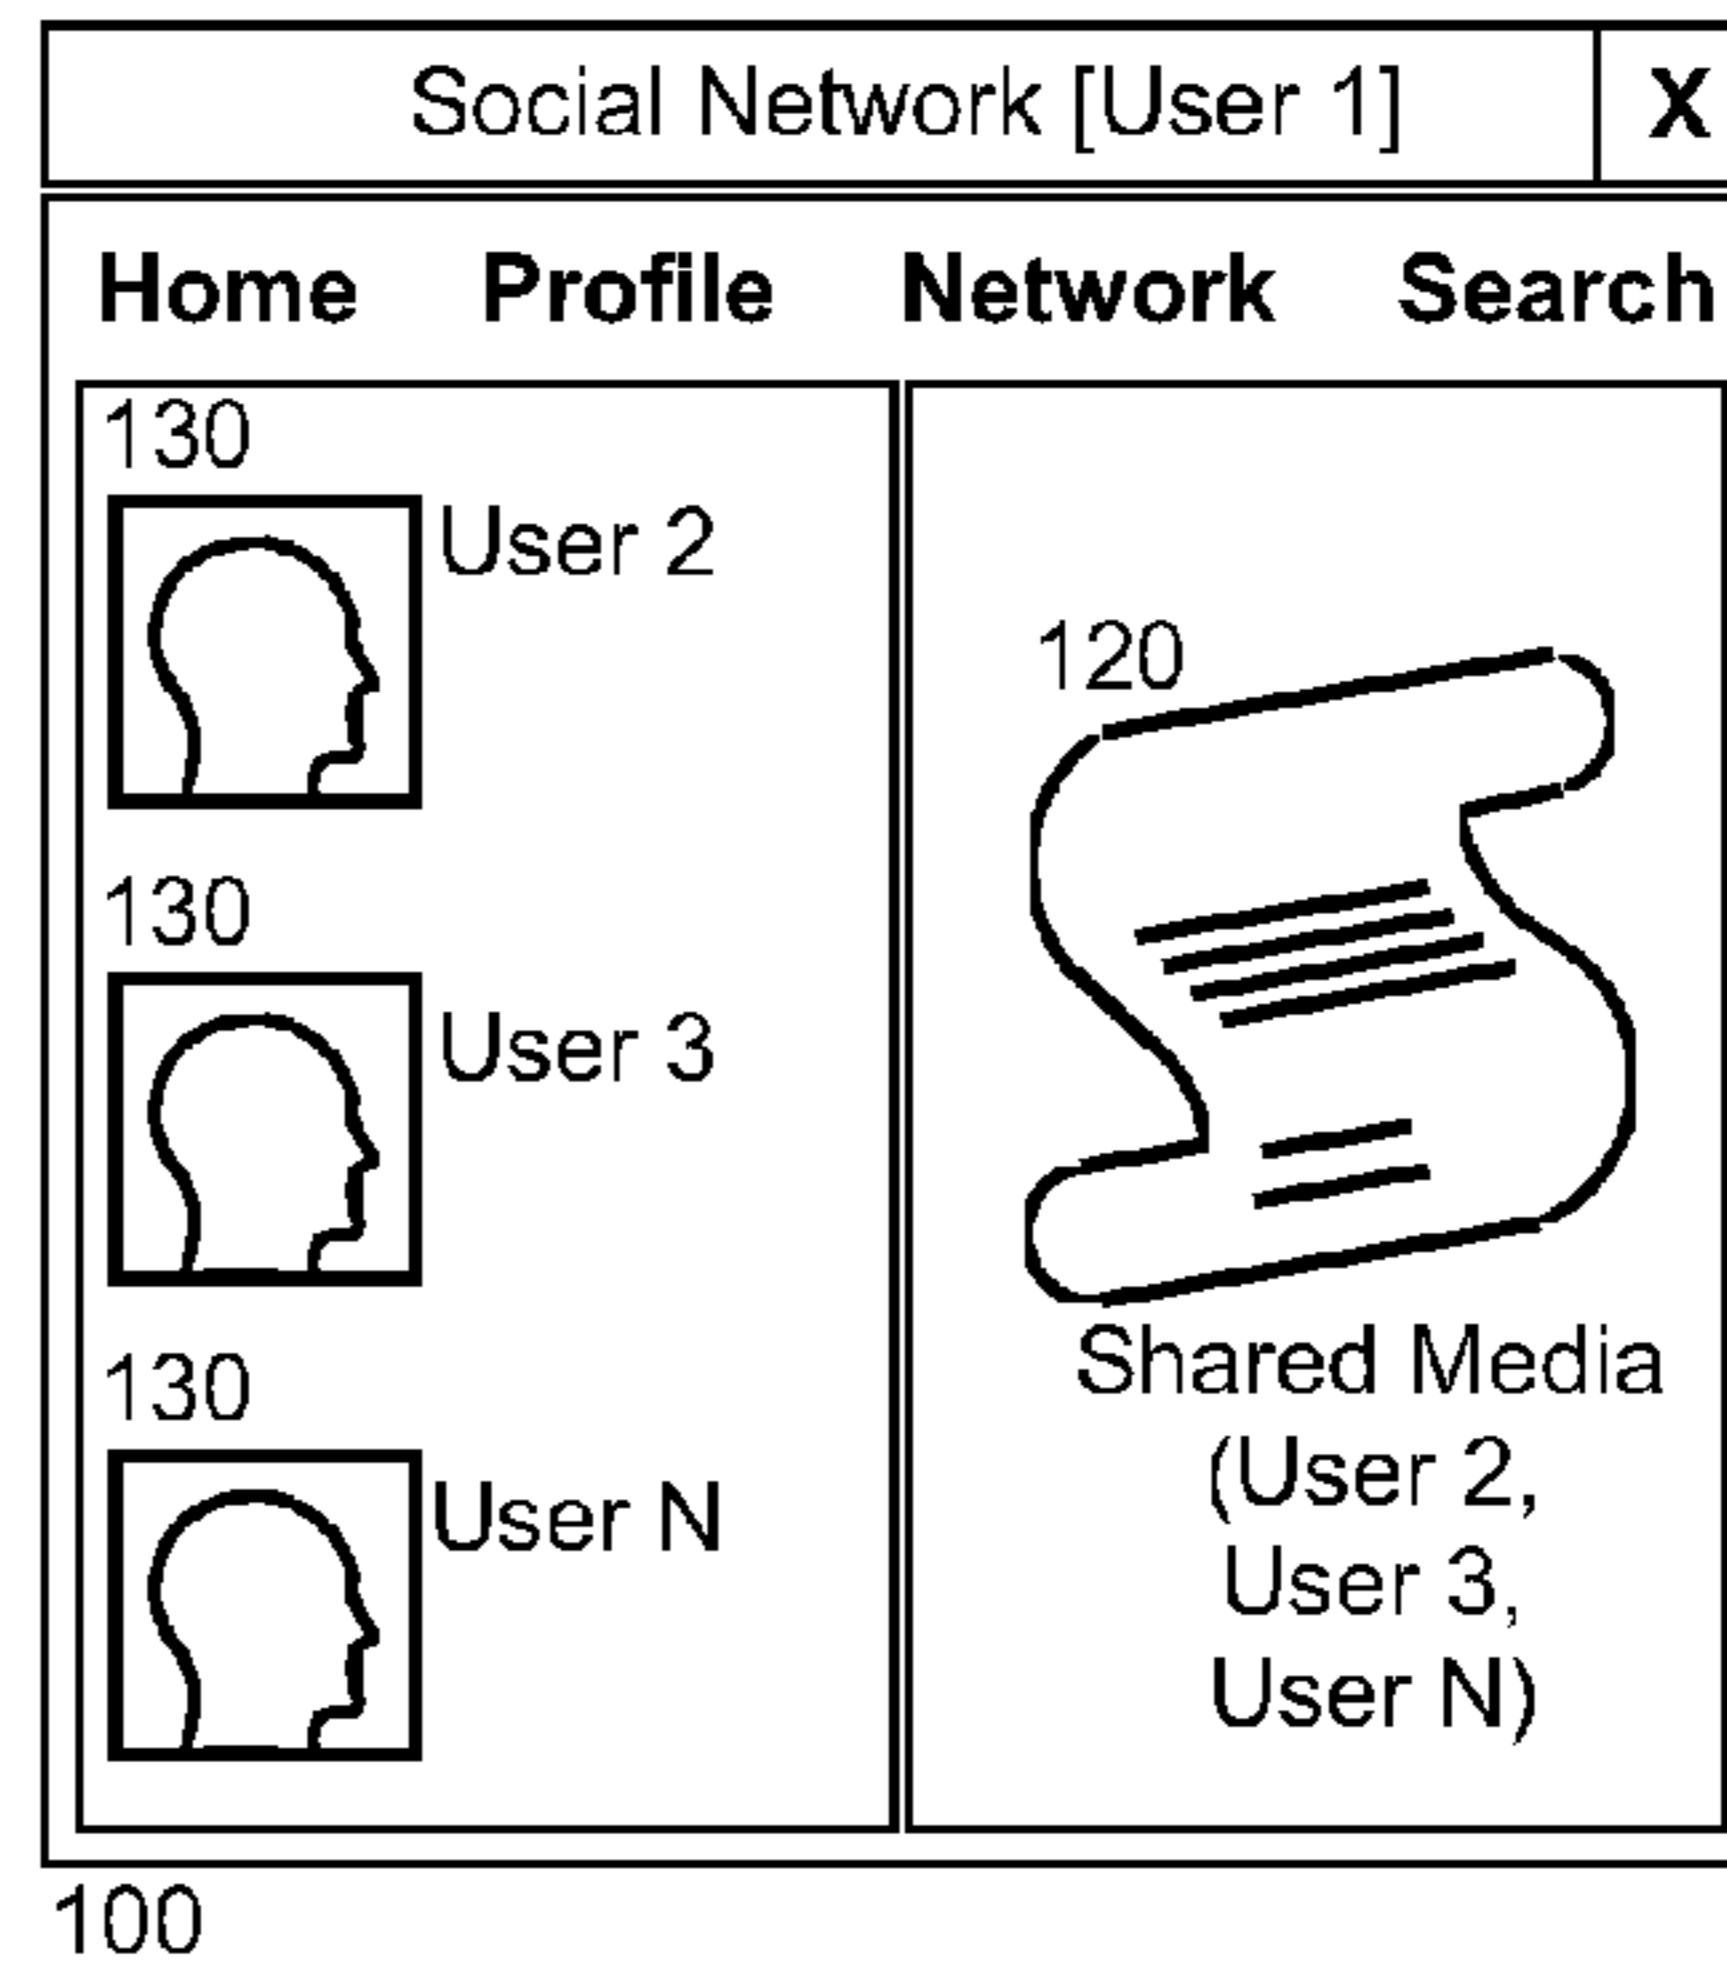 Social Network [User 1] X
Home Profile Network Search
130
User 2
130
User 3
130
User N
120
Shared Media
(User 2,
User 3,
User N)
100